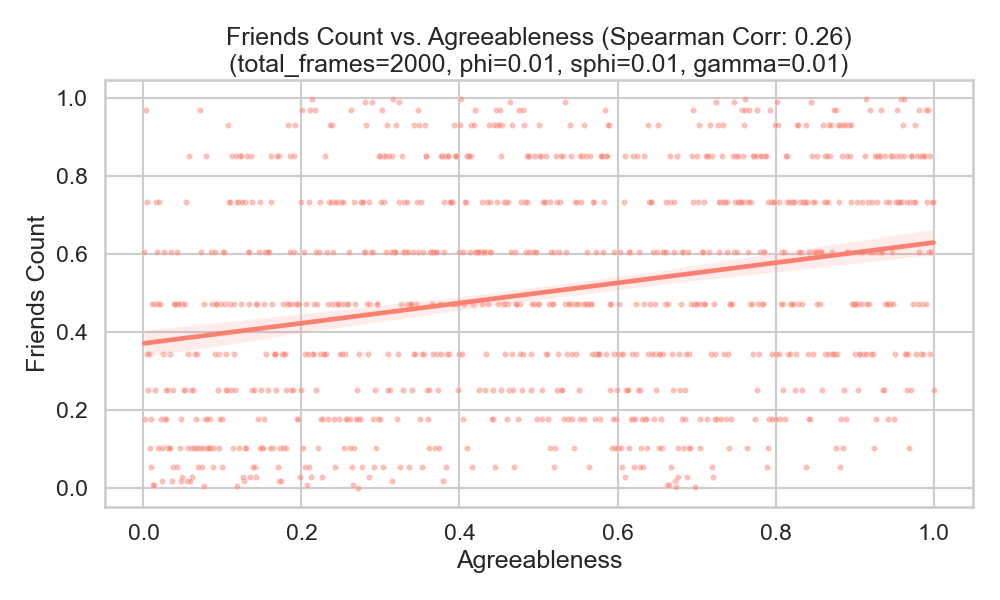 Friends Count vs. Agreeableness (Spearman Corr: 0.26)
(total_frames=2000, phi=0.01, sphi=0.01, gamma=0.01)
1.0
0.8
0.6
0.4
0.2
0.0
Friends Count
0.0 0.2 0.4 0.6 0.8 1.0
Agreeableness